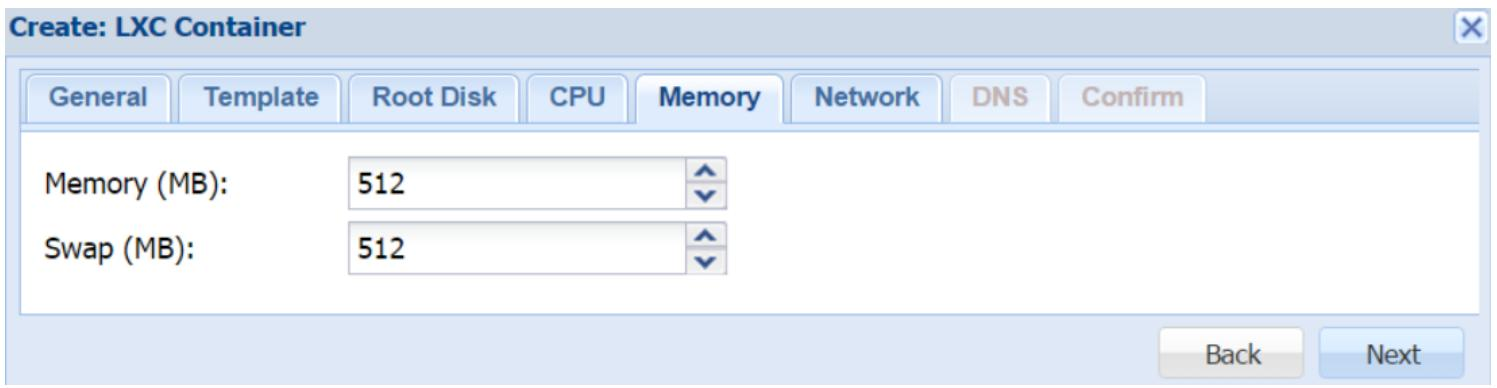 Create: LXC Container
General Template Root Disk CPU Memory Network DNS Confirm
Memory (MB): 512
Swap (MB): 512
Back Next